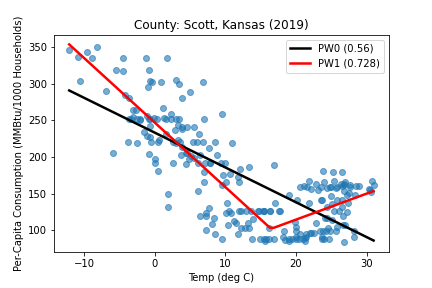 County: Scott, Kansas (2019)
Per-Capita Consumption (MMBtu/1000 Households)
350
300
250
200
150
100
PW0 (0.56)
PW1 (0.728)
−10
0
10
20
30
Temp (deg C)